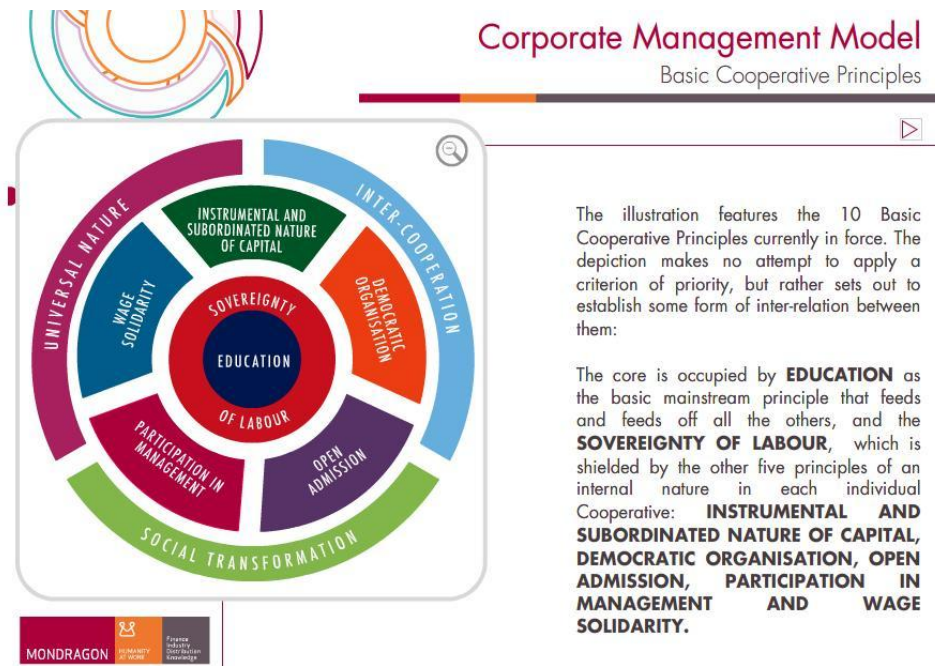 Corporate Management Model
Basic Cooperative Principles
UNIVERSAL NATURE
INTER-COOPERATION
INSTRUMENTAL AND
SUBORDINATED NATURE
OF CAPITAL
WAGE
SOLIDARITY
DEMOCRATIC
ORGANISATION
SOVEREIGNTY
EDUCATION
OF LABOUR
PARTICIPATION IN
MANAGEMENT
OPEN
ADMISSION
SOCIAL TRANSFORMATION
The illustration features the 10 Basic
Cooperative Principles currently in force. The
depiction makes no attempt to apply a
criterion of priority, but rather sets out to
establish some form of inter-relation between
them:
The core is occupied by EDUCATION as
the basic mainstream principle that feeds
and feeds off all the others, and the
SOVEREIGNTY OF LABOUR, which is
shielded by the other five principles of an
internal nature in each individual
Cooperative: INSTRUMENTAL AND
SUBORDINATED NATURE OF CAPITAL,
DEMOCRATIC ORGANISATION, OPEN
ADMISSION, PARTICIPATION IN
MANAGEMENT AND WAGE
SOLIDARITY.
MONDRAGON
HUMANITY
AT WORK
Finance
Industry
Distribution
Knowledge